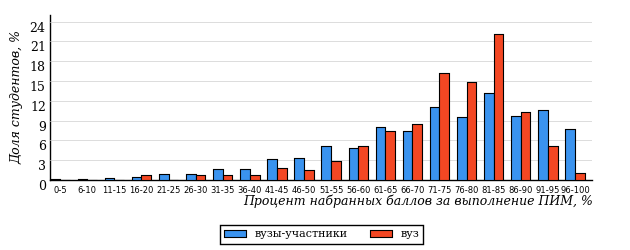 Доля студентов, %
24
21
18
15
12
9
6
3
0
0-5 6-10 11-15 16-20 21-25 26-30 31-35 36-40 41-45 46-50 51-55 56-60 61-65 66-70 71-75 76-80 81-85 86-90 91-95 96-100
Процент набранных баллов за выполнение ПИМ, %
вузы-участники вуз